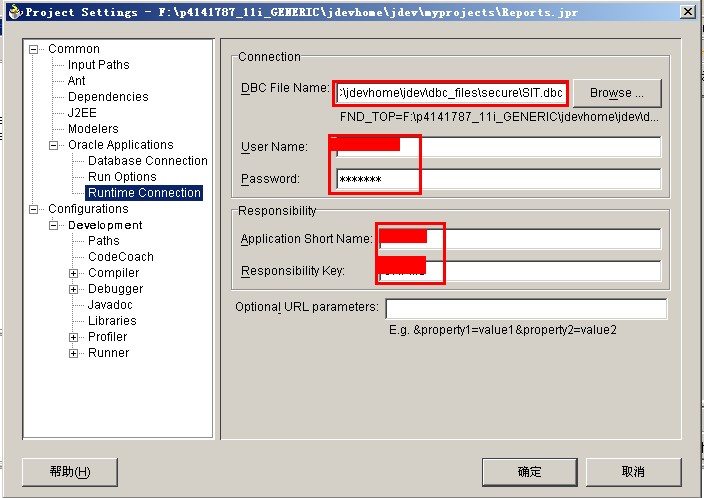 Project Settings - F:\p4141787_11i_GENERIC\jdevhome\jdev\myprojects\Reports.jpr
Common
Input Paths
Ant
Dependencies
J2EE
Modelers
Oracle Applications
Database Connection
Run Options
Runtime Connection
Configurations
Development
Paths
CodeCoach
Compiler
Debugger
Javadoc
Libraries
Profiler
Runner
Connection
DBC File Name: :\jdevhome\jdev\dbc_files\secure\SIT.dbc Browse ...
FND_TOP=F:\p4141787_11i_GENERIC\jdevhome\jdev\d...
User Name:
Password: *******
Responsibility
Application Short Name:
Responsibility Key:
Optional URL parameters:
E.g. &property1=value1&property2=value2
帮助(H) 确定 取消